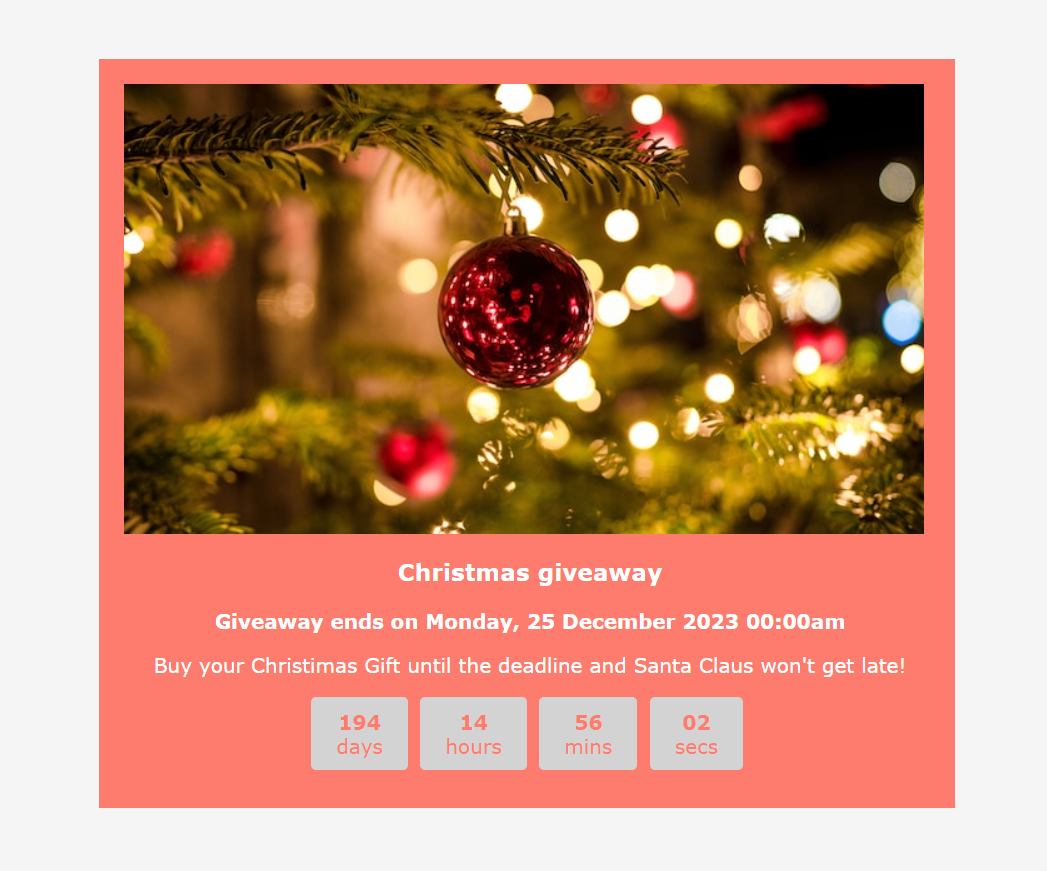 Christmas giveaway
Giveaway ends on Monday, 25 December 2023 00:00am
Buy your Christimas Gift until the deadline and Santa Claus won't get late!
194 14 56 02
days hours mins secs